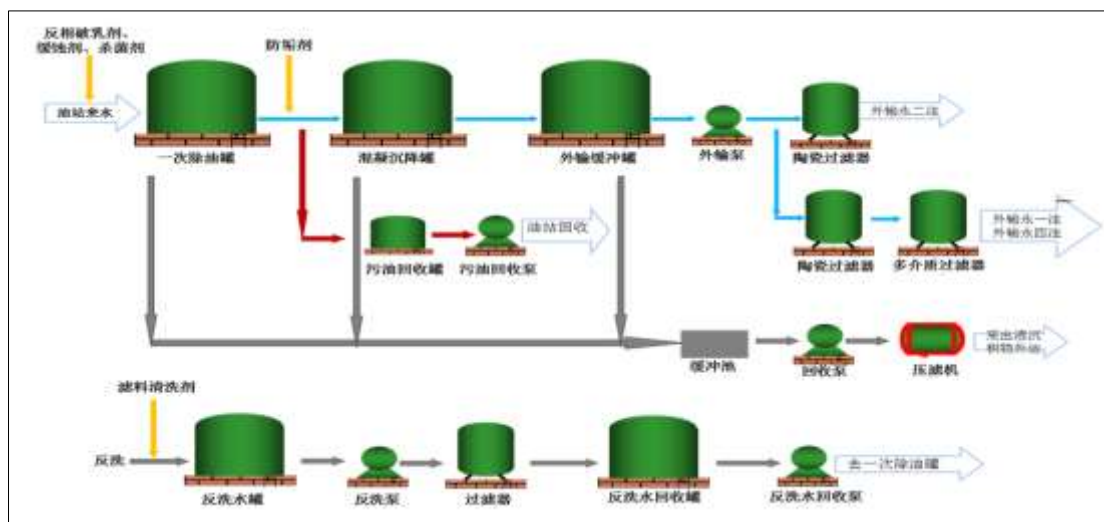 反相破乳剂、
缓蚀剂、杀菌剂
防垢剂
油站来水
外输永二注
一次除油罐
混凝沉降罐
外输缓冲罐
外输泵
陶瓷过滤器
油站回收
外输永一注
外输永四注
污油回收罐
污油回收泵
陶瓷过滤器
多介质过滤器
缓冲池
回收泵
压滤机
滤料清洗剂
反洗
去一次除油罐
反洗水罐
反洗泵
过滤器
反洗水回收罐
反洗水回收泵